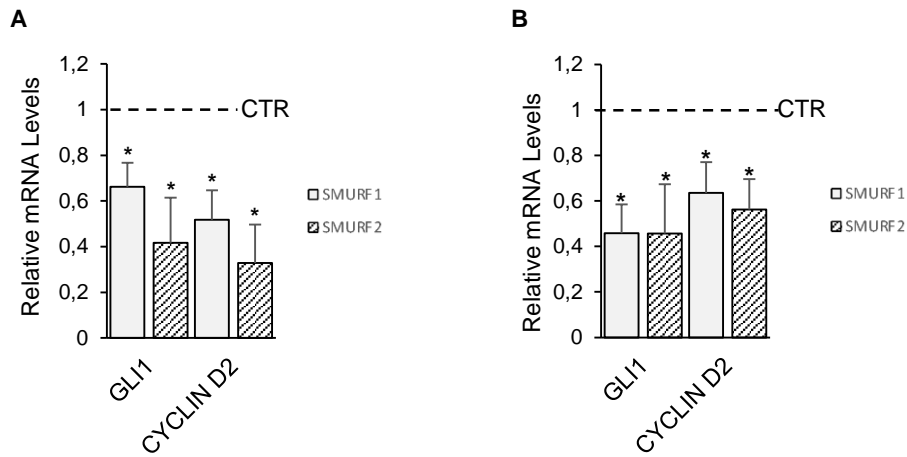 A
Relative mRNA Levels
1,2
1
0,8
0,6
0,4
0,2
0
CTR
*
*
*
*
GLI1
CYCLIN D2
SMURF1
SMURF2
B
Relative mRNA Levels
1,2
1
0,8
0,6
0,4
0,2
0
CTR
*
*
*
*
GLI1
CYCLIN D2
SMURF1
SMURF2